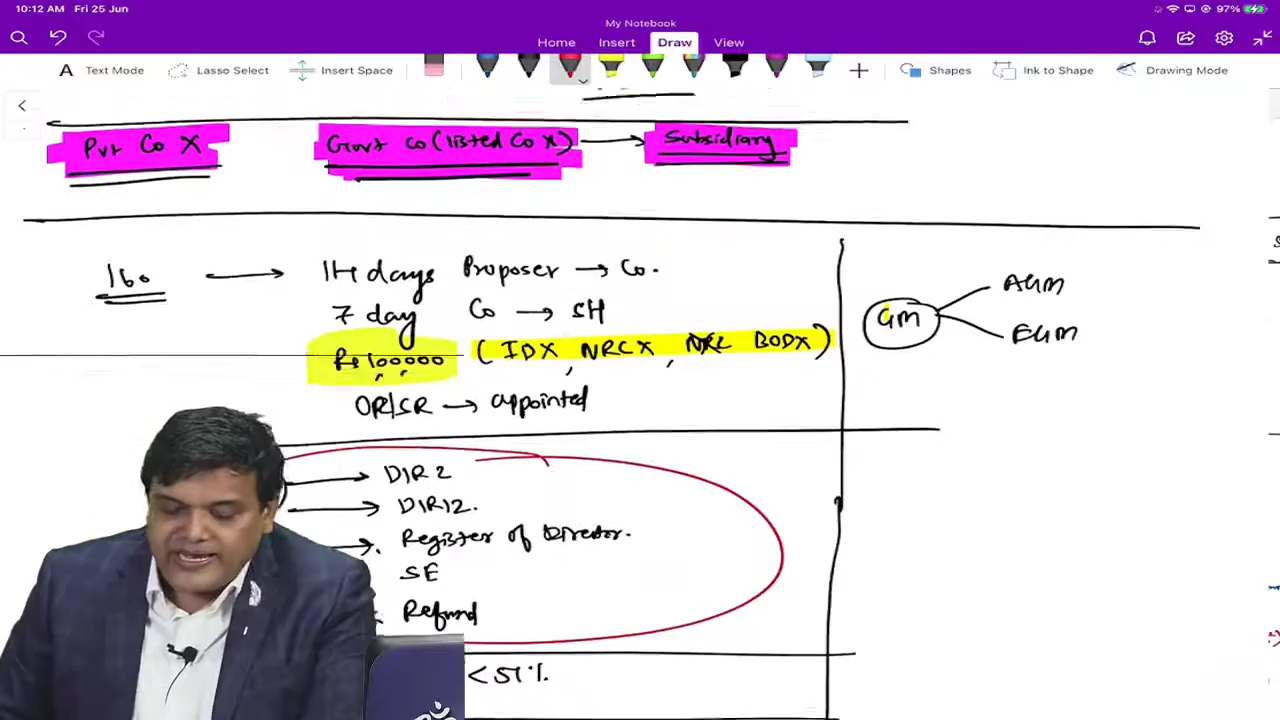 10:12 AM Fri 25 Jun
97%
My Notebook
Home Insert Draw View
Text Mode Lasso Select Insert Space Shapes Ink to Shape Drawing Mode
Pvt Co X Govt Co (listed Co X) → Subsidiary
160 → 14 days Proposer → Co.
7 day Co → SH
Rs 100000 (IDX, NRCX, BODX)
OR/SR → appointed
GM
AGM
EGM
→ DIR 2
→ DIR12.
→ Register of Director.
SE
Refund
< 51%